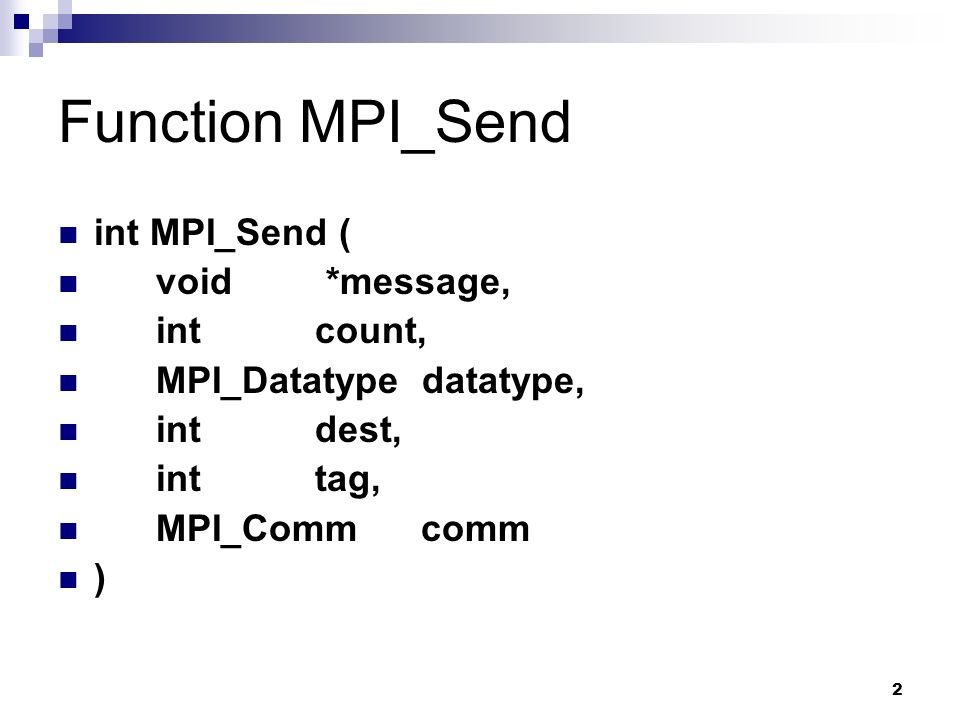 Function MPI_Send
int MPI_Send (
void *message,
int count,
MPI_Datatype datatype,
int dest,
int tag,
MPI_Comm comm
)
2